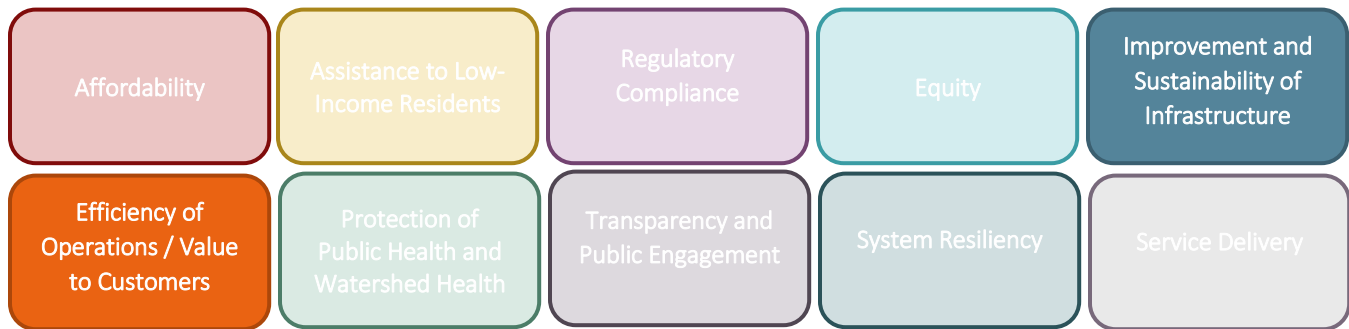 Affordability
Assistance to Low-
Income Residents
Regulatory
Compliance
Equity
Improvement and
Sustainability of
Infrastructure
Efficiency of
Operations / Value
to Customers
Protection of
Public Health and
Watershed Health
Transparency and
Public Engagement
System Resiliency
Service Delivery